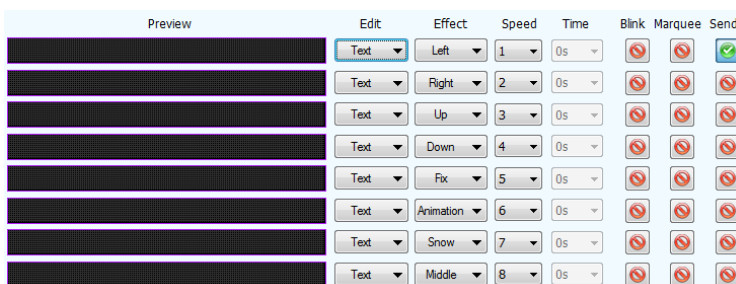 Preview Edit Effect Speed Time Blink Marquee Send
Text Left 1 0s
Text Right 2 0s
Text Up 3 0s
Text Down 4 0s
Text Fix 5 0s
Text Animation 6 0s
Text Snow 7 0s
Text Middle 8 0s